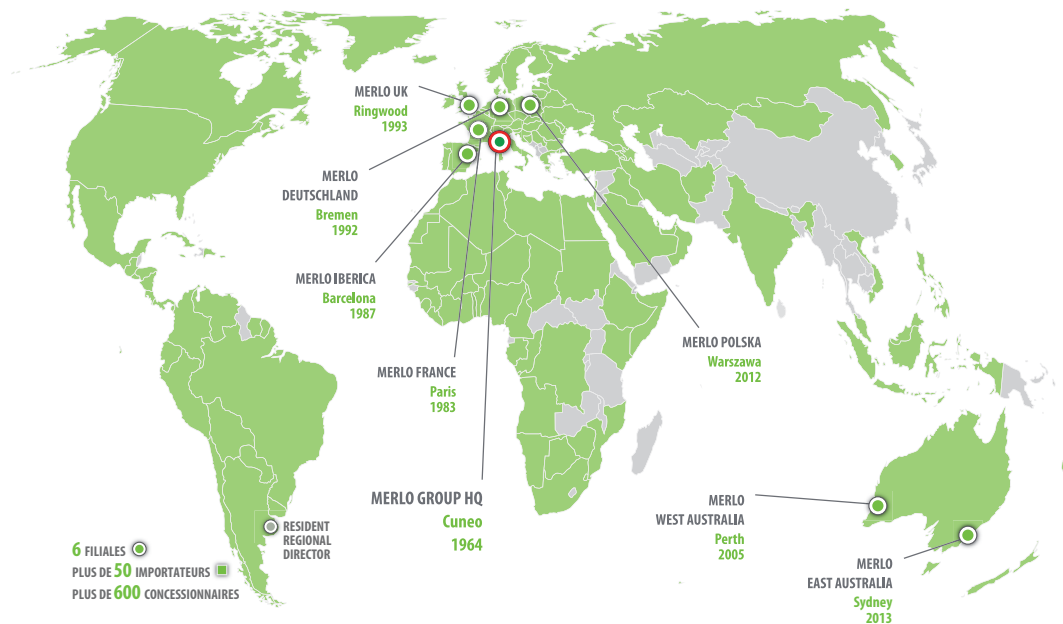 MERLO UK
Ringwood
1993
MERLO
DEUTSCHLAND
Bremen
1992
MERLO IBERICA
Barcelona
1987
MERLO FRANCE
Paris
1983
MERLO GROUP HQ
Cuneo
1964
MERLO POLSKA
Warszawa
2012
MERLO
WEST AUSTRALIA
Perth
2005
MERLO
EAST AUSTRALIA
Sydney
2013
RESIDENT
REGIONAL
DIRECTOR
6 FILIALES
PLUS DE 50 IMPORTATEURS
PLUS DE 600 CONCESSIONNAIRES